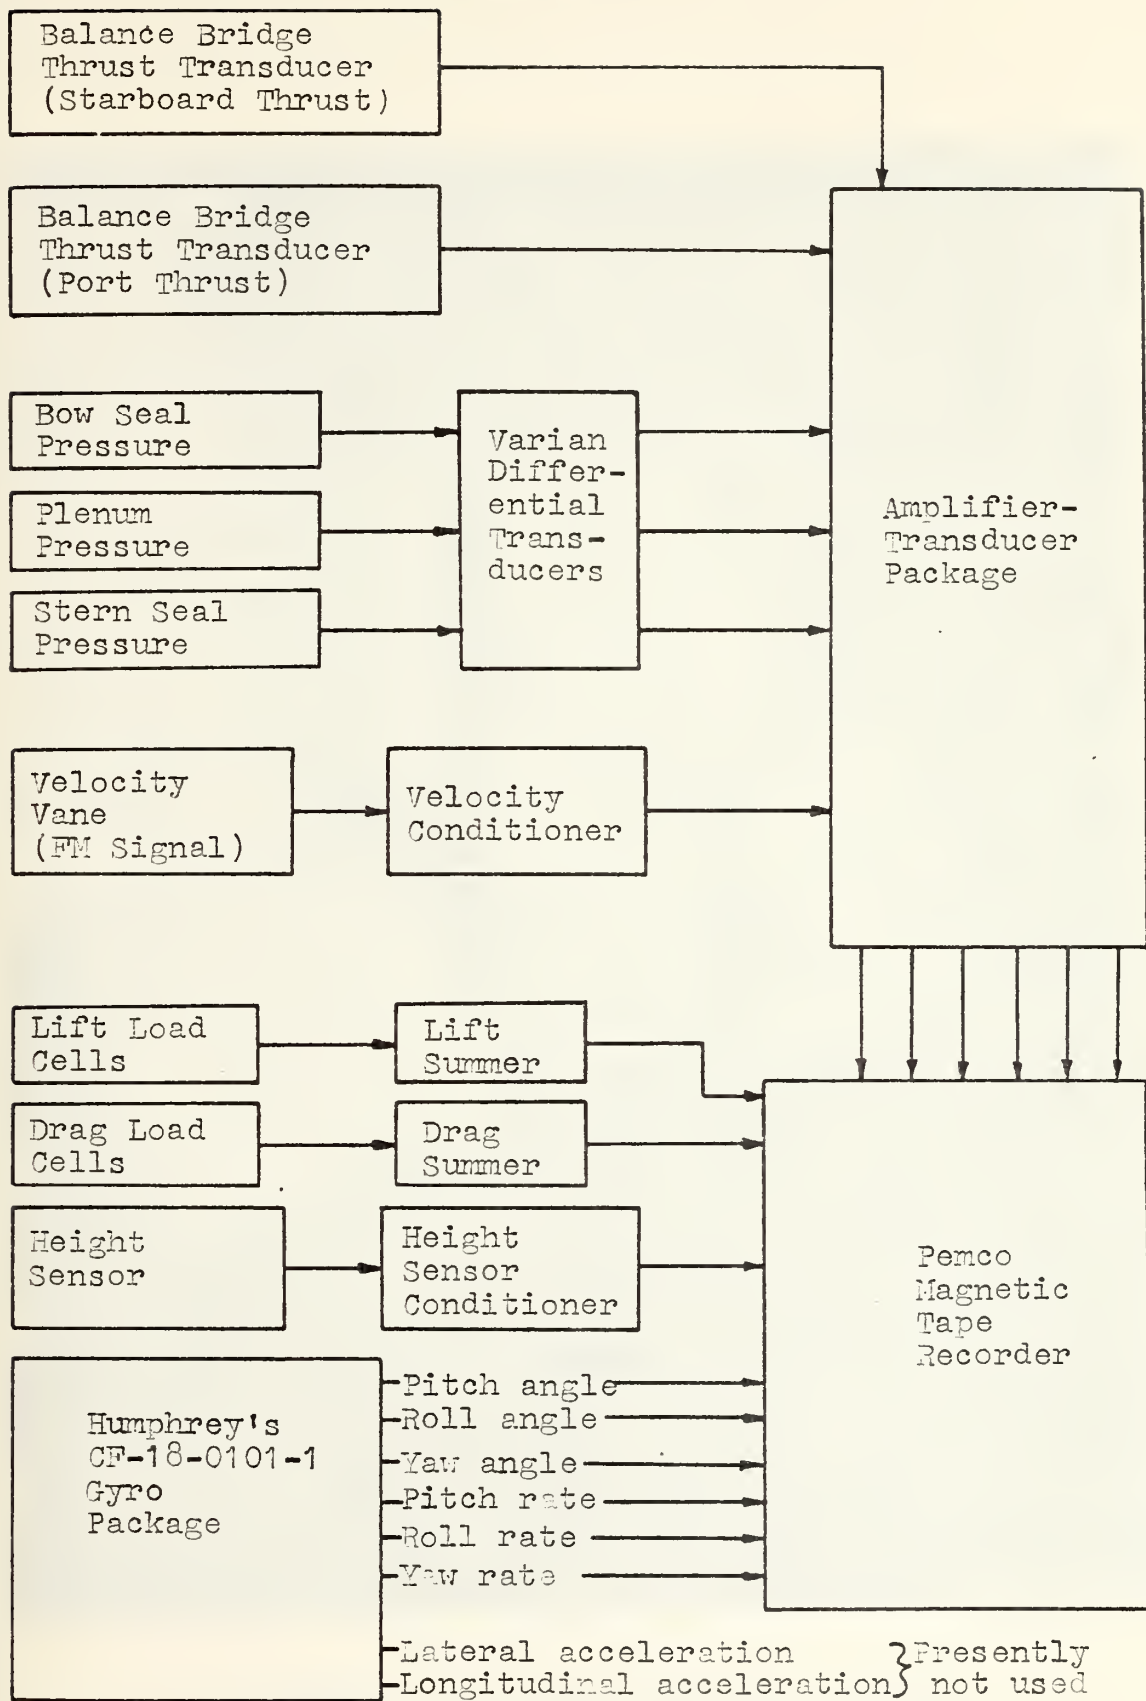 Balance Bridge
Thrust Transducer
(Starboard Thrust)
Balance Bridge
Thrust Transducer
(Port Thrust)
Bow Seal
Pressure
Plenum
Pressure
Stern Seal
Pressure
Varian
Differ-
ential
Trans-
ducers
Amplifier-
Transducer
Package
Velocity
Vane
(FM Signal)
Velocity
Conditioner
Lift Load
Cells
Lift
Summer
Drag Load
Cells
Drag
Summer
Height
Sensor
Height
Sensor
Conditioner
Pemco
Magnetic
Tape
Recorder
Humphrey's
CF-18-0101-1
Gyro
Package
Pitch angle
Roll angle
Yaw angle
Pitch rate
Roll rate
Yaw rate
Lateral acceleration
Longitudinal acceleration
Presently
not used